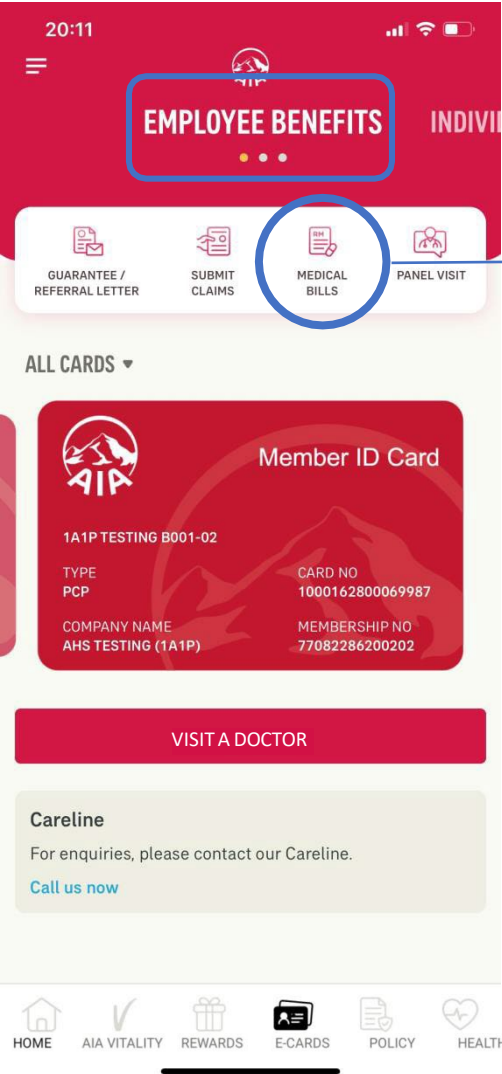 20:11
AIA
EMPLOYEE BENEFITS
INDIVI
GUARANTEE /
REFERRAL LETTER
SUBMIT
CLAIMS
RM
MEDICAL
BILLS
PANEL VISIT
ALL CARDS
AIA
Member ID Card
1A1P TESTING B001-02
TYPE
CARD NO
PCP
1000162800069987
COMPANY NAME
MEMBERSHIP NO
AHS TESTING (1A1P)
77082286200202
VISIT A DOCTOR
Careline
For enquiries, please contact our Careline.
Call us now
HOME
AIA VITALITY
REWARDS
E-CARDS
POLICY
HEALTH